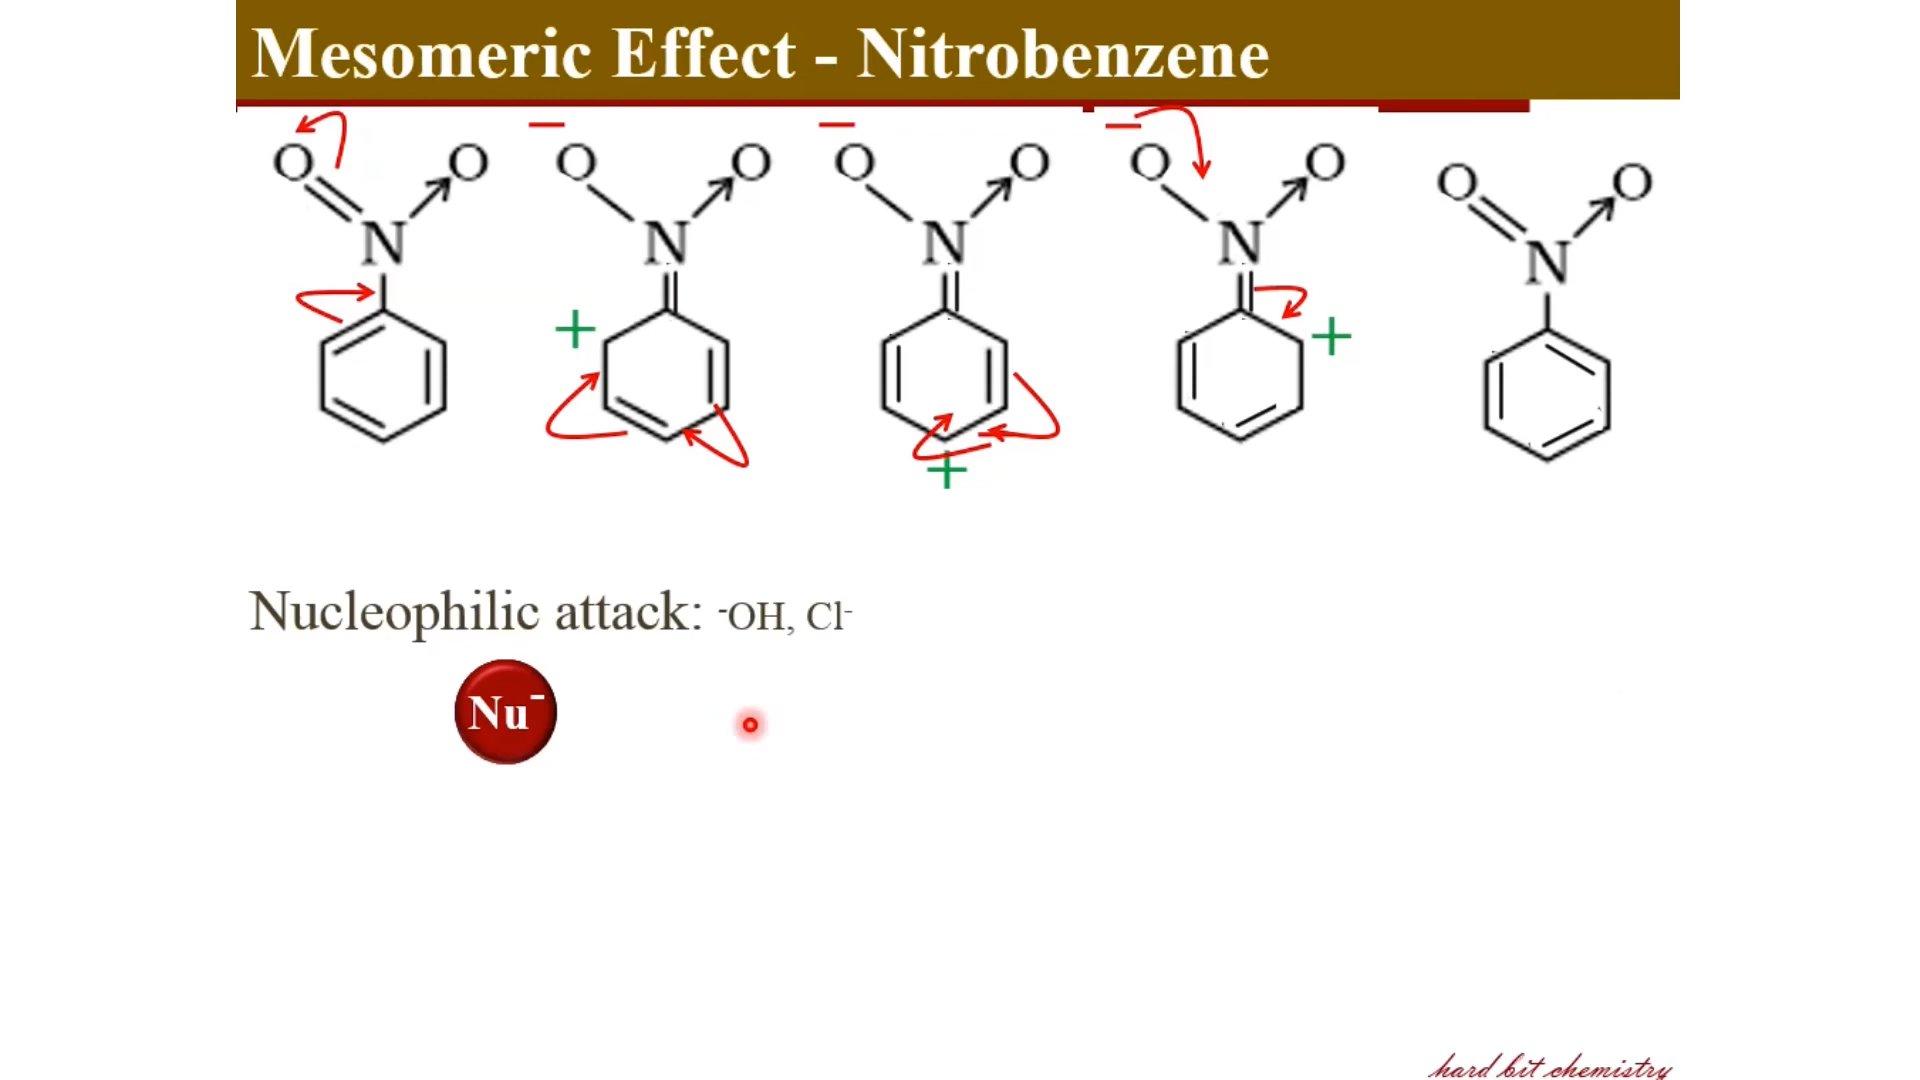 Mesomeric Effect - Nitrobenzene
− − −
O O O O O O O O O O
N N N N N
+ + +
Nucleophilic attack: ⁻OH, Cl⁻
Nu⁻
hard bit chemistry